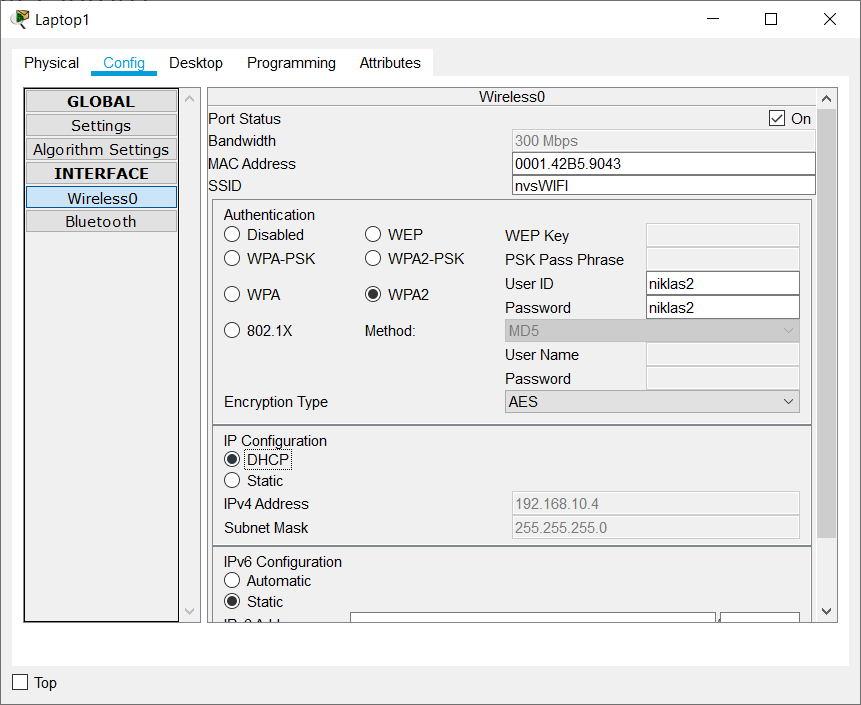 Laptop1
Physical Config Desktop Programming Attributes
GLOBAL
Settings
Algorithm Settings
INTERFACE
Wireless0
Bluetooth
Wireless0
Port Status On
Bandwidth 300 Mbps
MAC Address 0001.42B5.9043
SSID nvsWIFI
Authentication
Disabled WEP WEP Key
WPA-PSK WPA2-PSK PSK Pass Phrase
User ID niklas2
WPA WPA2
Password niklas2
802.1X Method: MD5
User Name
Password
Encryption Type AES
IP Configuration
DHCP
Static
IPv4 Address 192.168.10.4
Subnet Mask 255.255.255.0
IPv6 Configuration
Automatic
Static
Top